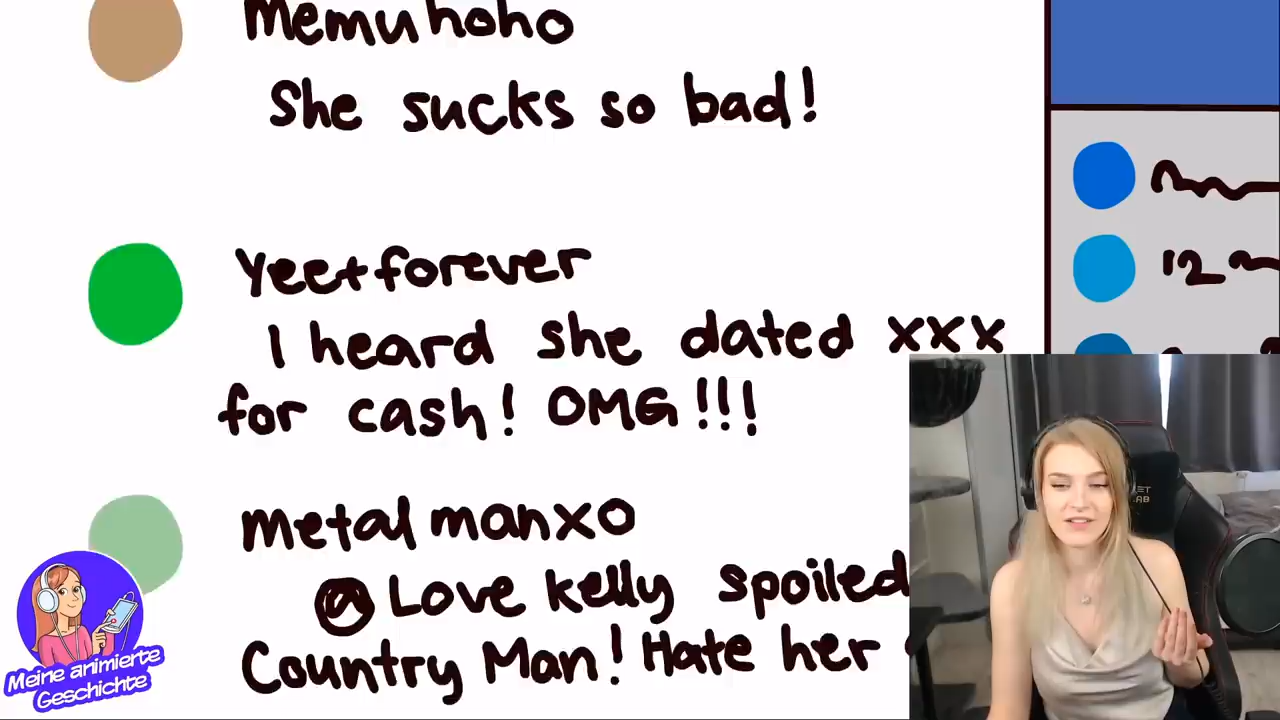 Memuhoho
She sucks so bad!
Yeetforever
I heard she dated xxx
for cash! OMG!!!
metalmanxo
@Love kelly spoiled
Country Man! Hate her
12
Meine animierte
Geschichte